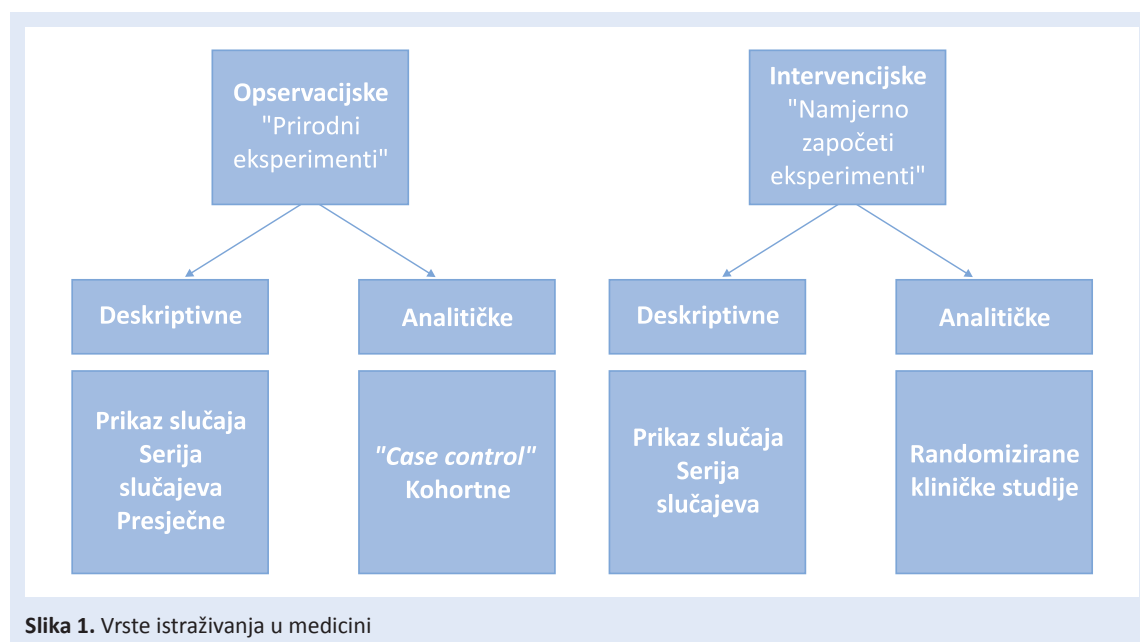 Opservacijske
"Prirodni
eksperimenti"
Intervencijske
"Namjerno
započeti
eksperimenti"
Deskriptivne
Analitičke
Deskriptivne
Analitičke
Prikaz slučaja
Serija
slučajeva
Presječne
"Case control"
Kohortne
Prikaz slučaja
Serija
slučajeva
Randomizirane
kliničke studije
Slika 1. Vrste istraživanja u medicini